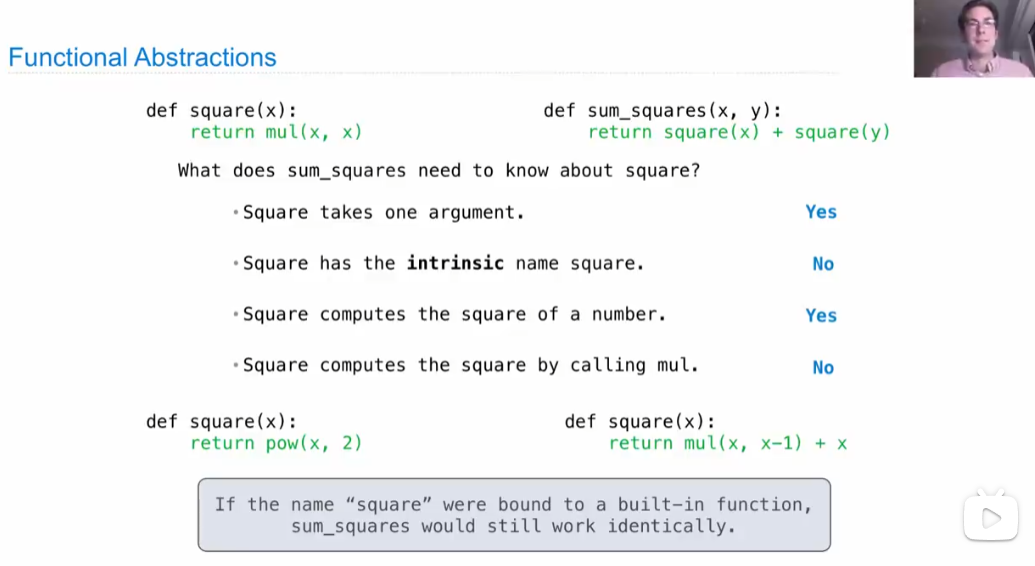 Functional Abstractions
def square(x):
return mul(x, x)
def sum_squares(x, y):
return square(x) + square(y)
What does sum_squares need to know about square?
•Square takes one argument. Yes
•Square has the intrinsic name square. No
•Square computes the square of a number. Yes
•Square computes the square by calling mul. No
def square(x):
return pow(x, 2)
def square(x):
return mul(x, x-1) + x
If the name “square” were bound to a built-in function,
sum_squares would still work identically.